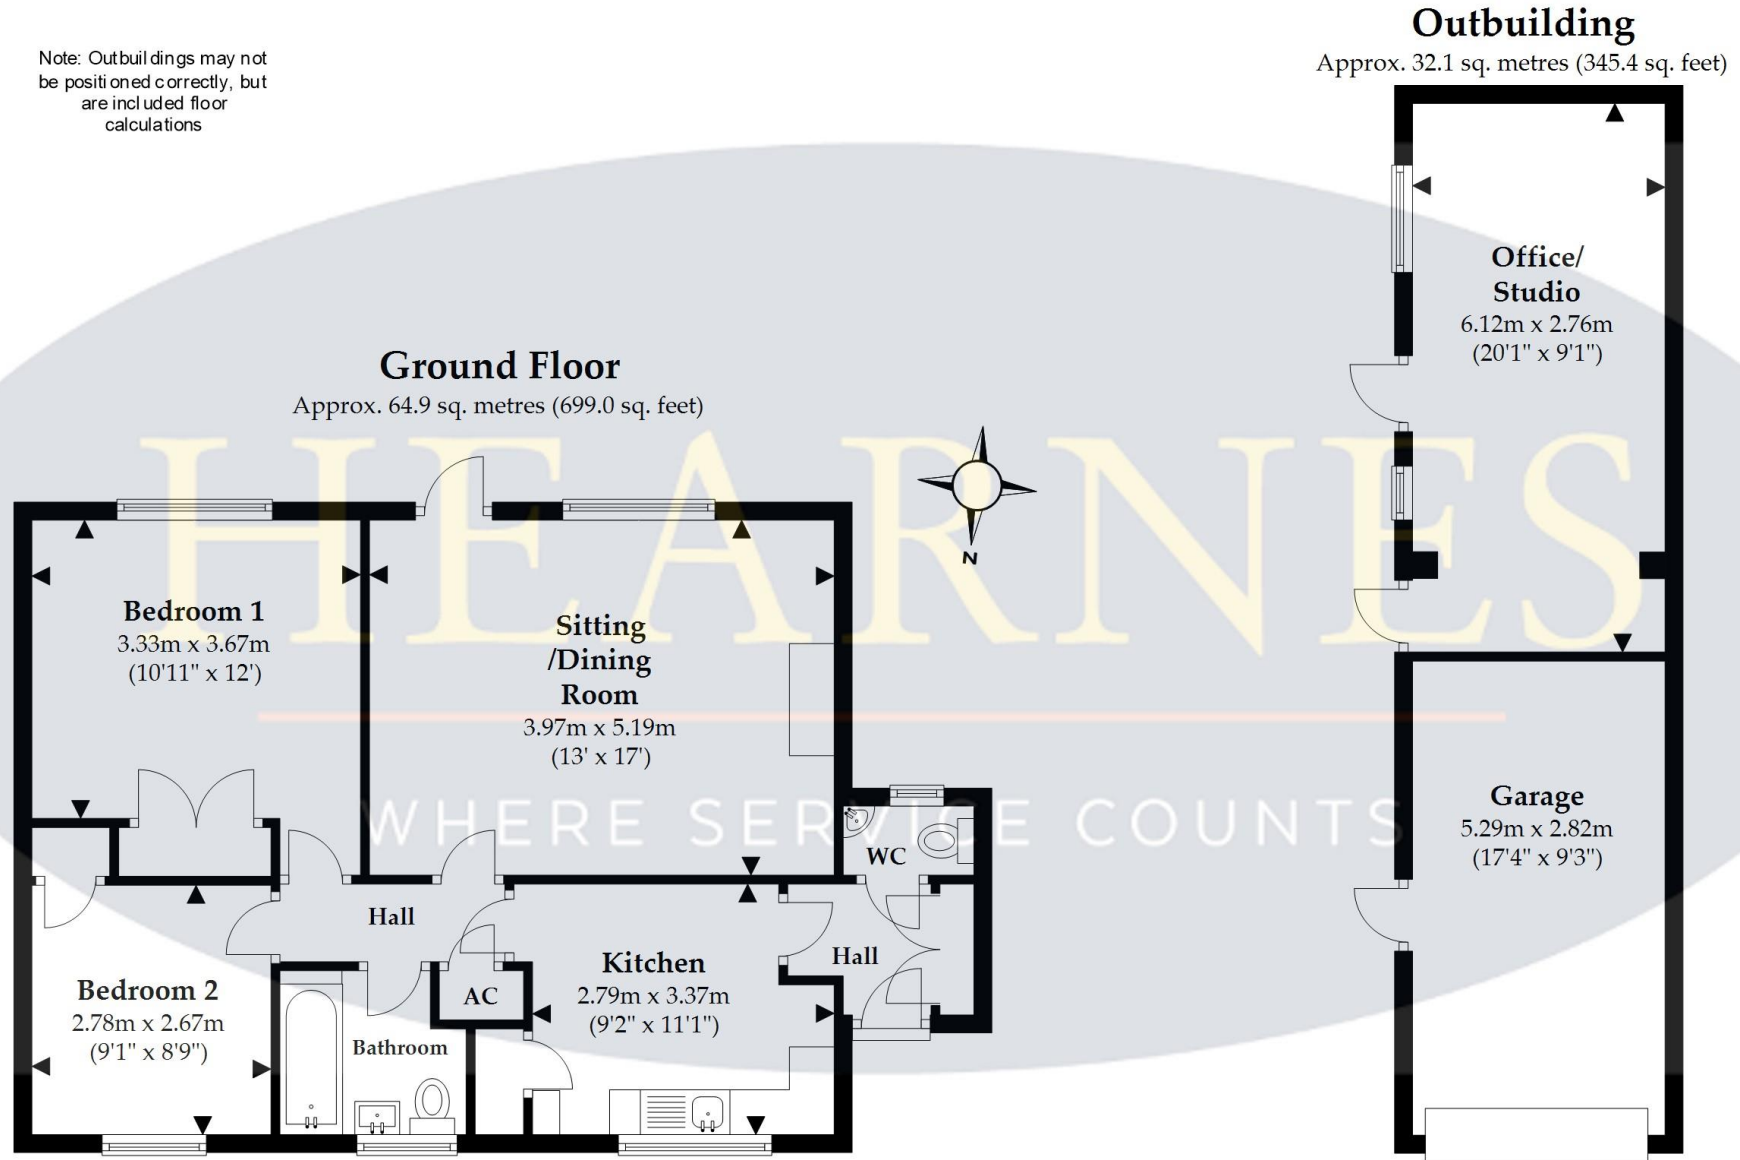 Outbuilding
Approx. 32.1 sq. metres (345.4 sq. feet)
Note: Outbuildings may not
be positioned correctly, but
are included floor
calculations
Office/
Studio
6.12m x 2.76m
(20'1" x 9'1")
Ground Floor
Approx. 64.9 sq. metres (699.0 sq. feet)
HEARNES
WHERE SERVICE COUNTS
N
Bedroom 1
3.33m x 3.67m
(10'11" x 12')
Sitting
/Dining
Room
3.97m x 5.19m
(13' x 17')
Garage
5.29m x 2.82m
(17'4" x 9'3")
WC
Hall
Hall
Kitchen
2.79m x 3.37m
(9'2" x 11'1")
AC
Bedroom 2
2.78m x 2.67m
(9'1" x 8'9")
Bathroom